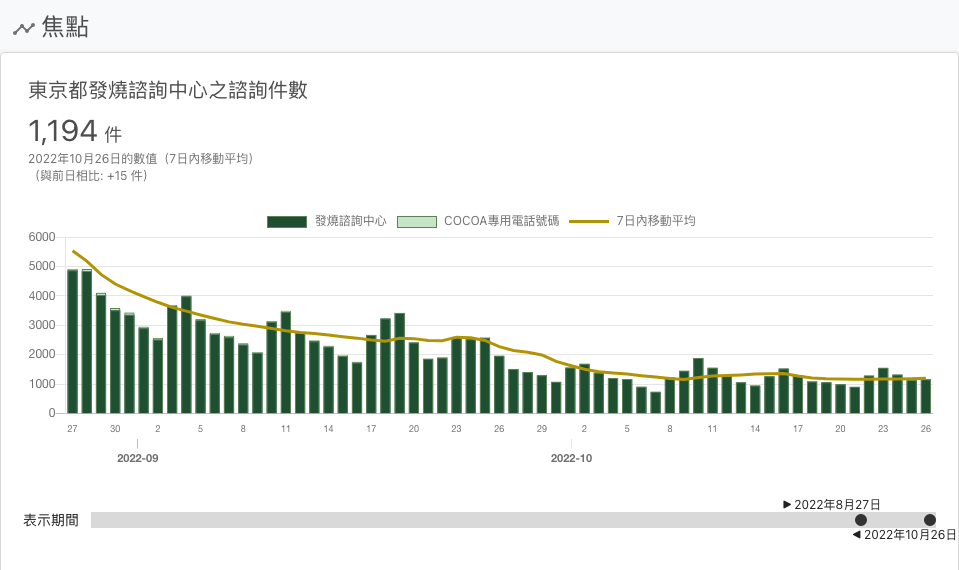 焦點
東京都發燒諮詢中心之諮詢件數
1,194 件
2022年10月26日的數值（7日內移動平均）
（與前日相比: +15 件）
發燒諮詢中心 COCOA專用電話號碼 7日內移動平均
6000
5000
4000
3000
2000
1000
0
27 30 2 5 8 11 14 17 20 23 26 29 2 5 8 11 14 17 20 23 26
2022-09 2022-10
▶ 2022年8月27日
表示期間
◀ 2022年10月26日